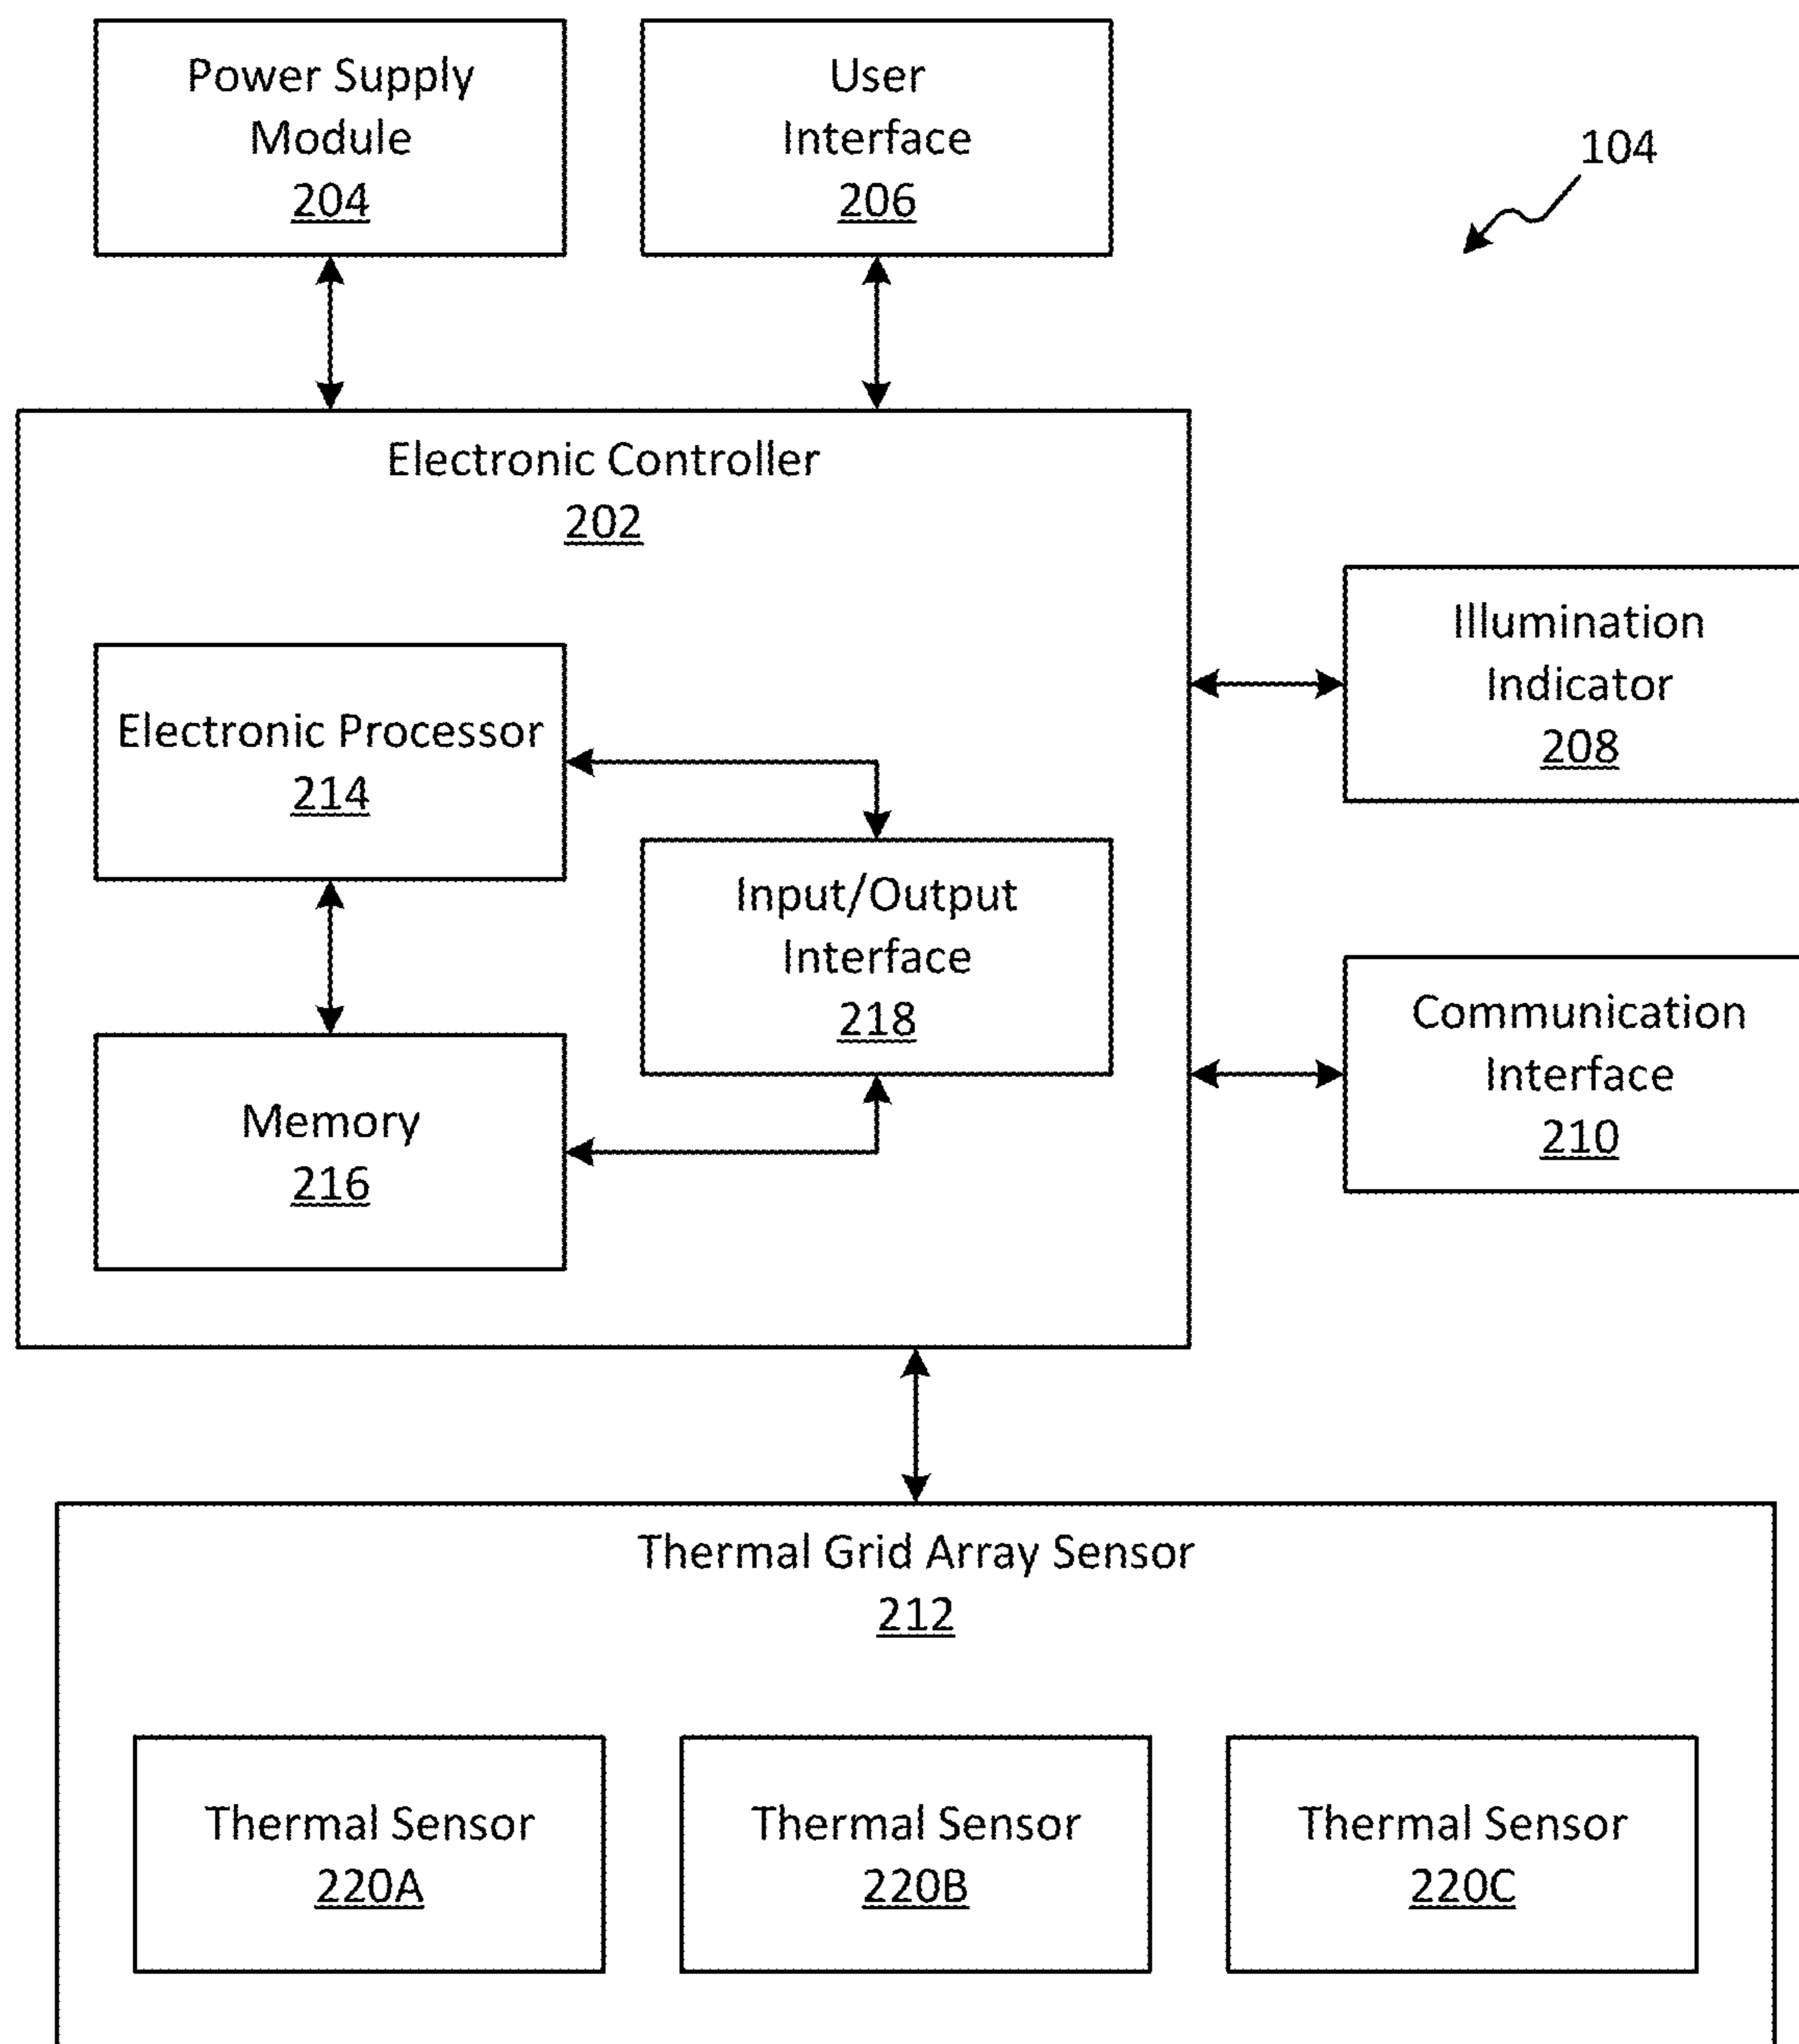 Power Supply
Module
204
User
Interface
206
104
Electronic Controller
202
Illumination
Indicator
208
Electronic Processor
214
Input/Output
Interface
218
Communication
Interface
210
Memory
216
Thermal Grid Array Sensor
212
Thermal Sensor
220A
Thermal Sensor
220B
Thermal Sensor
220C